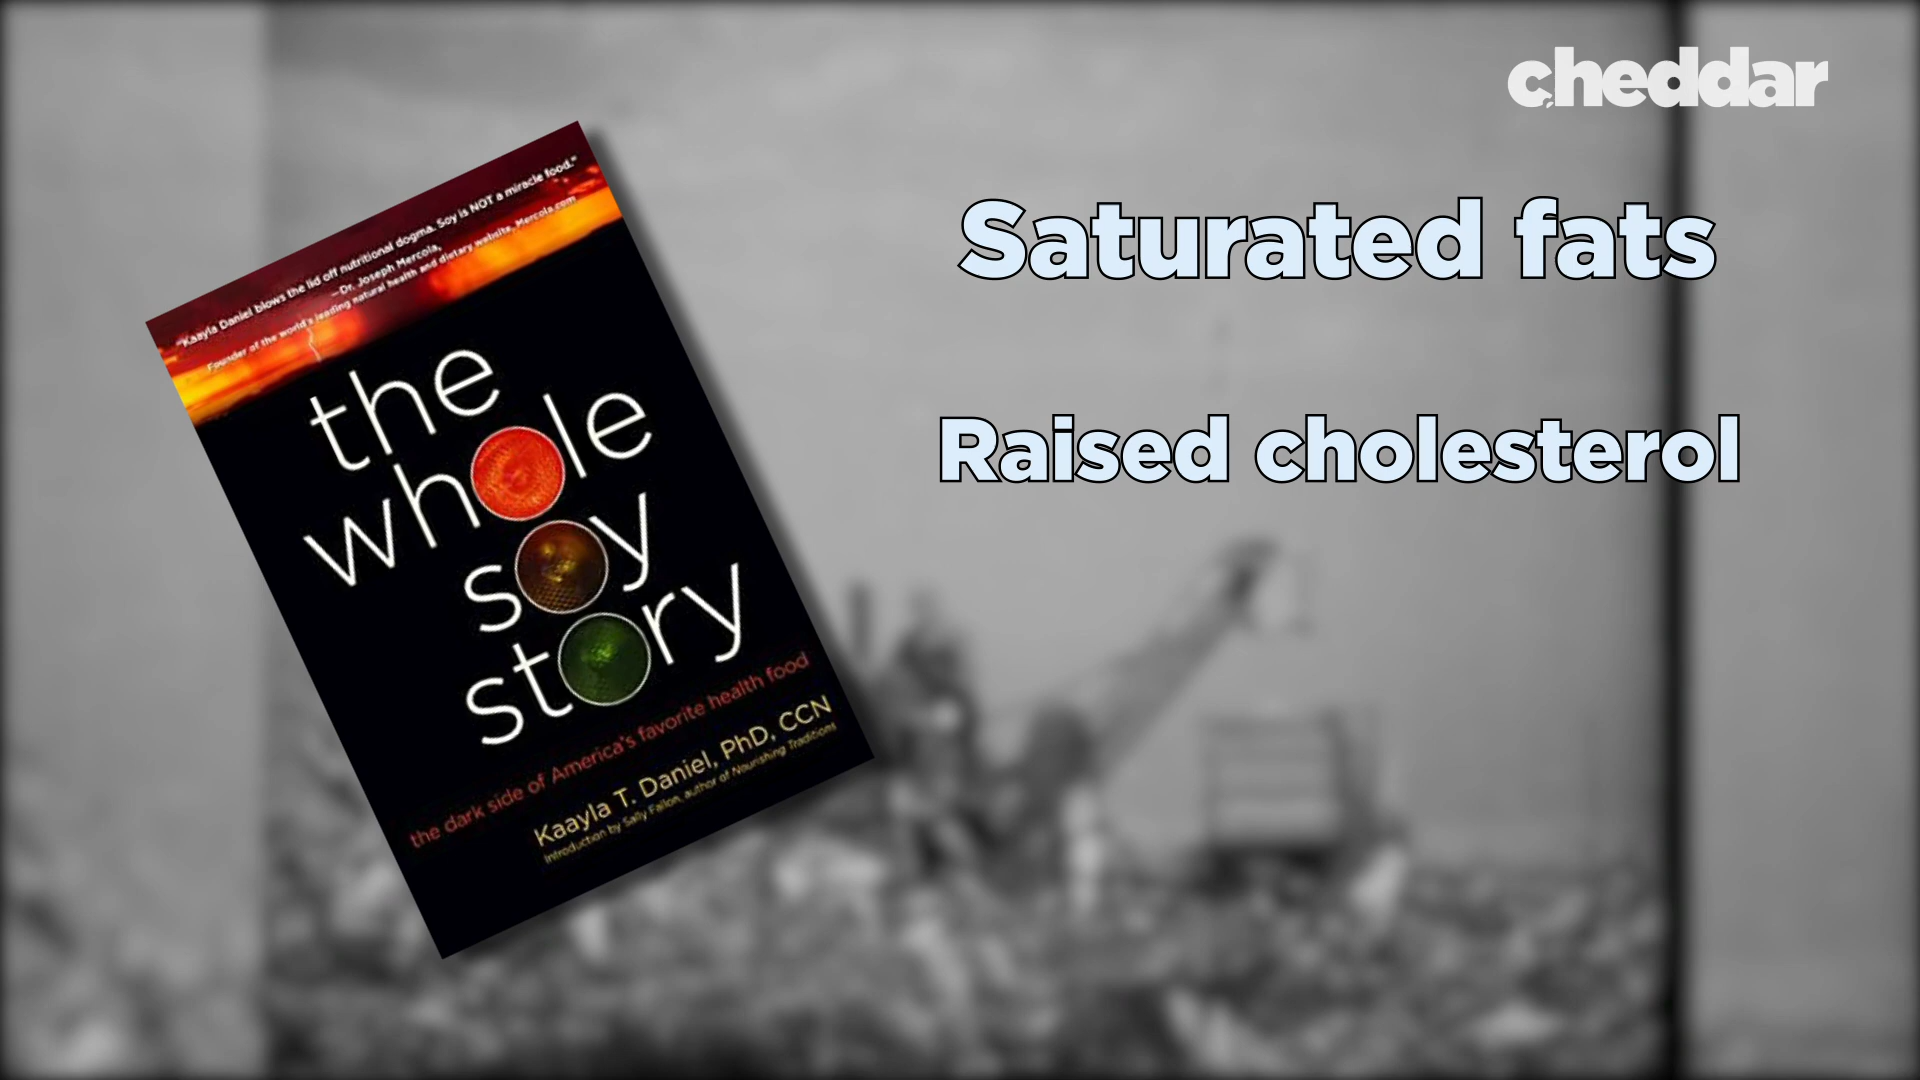 cheddar
"Kaayla Daniel blows the lid off nutritional dogma. Soy is NOT a miracle food."
—Dr. Joseph Mercola,
Founder of the world's leading natural health and dietary website, Mercola.com
the
whole
soy
story
the dark side of America's favorite health food
Kaayla T. Daniel, PhD, CCN
Introduction by Sally Fallon, author of Nourishing Traditions
Saturated fats
Raised cholesterol